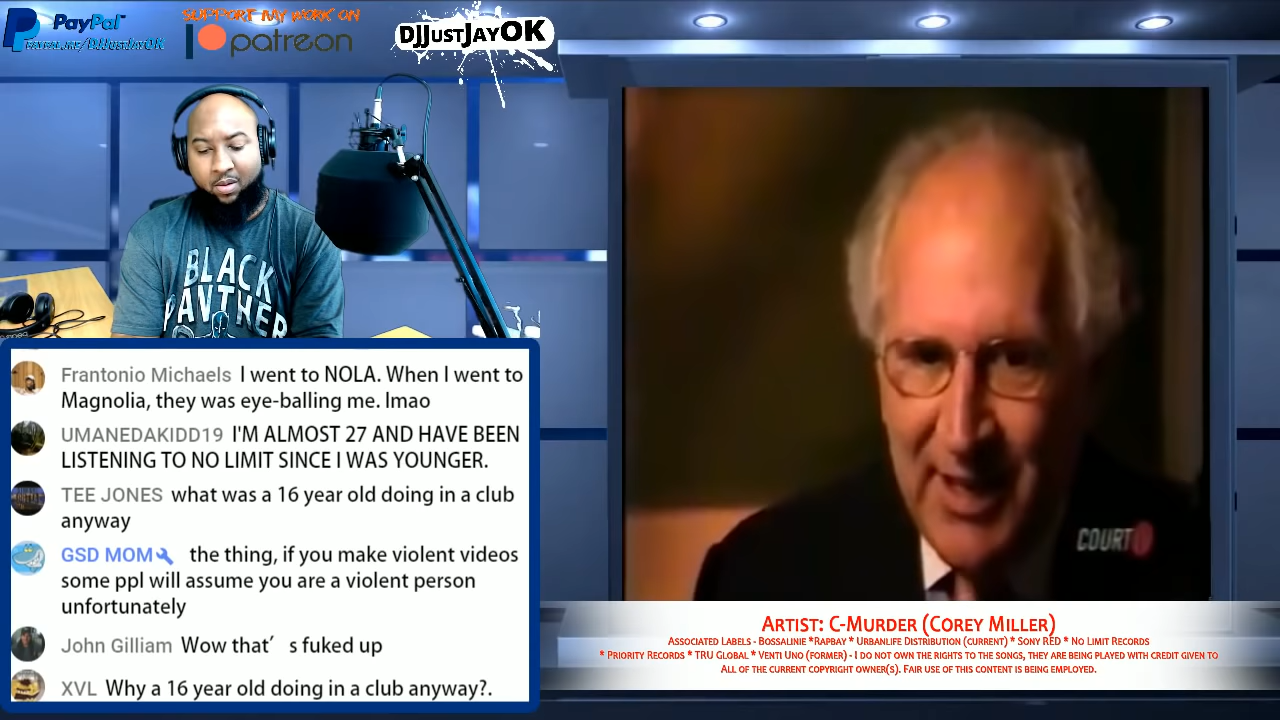 PayPal
SUPPORT MY WORK ON
patreon
DJJustJayOK
BLACK
PANTHER
Frantonio Michaels I went to NOLA. When I went to
Magnolia, they was eye-balling me. lmao
UMANEDAKIDD19 I'M ALMOST 27 AND HAVE BEEN
LISTENING TO NO LIMIT SINCE I WAS YOUNGER.
TEE JONES what was a 16 year old doing in a club
anyway
GSD MOM the thing, if you make violent videos
some ppl will assume you are a violent person
unfortunately
John Gilliam Wow that' s fuked up
XVL Why a 16 year old doing in a club anyway?.
COURT
Artist: C-Murder (Corey Miller)
Associated Labels - Bossalinie *Rapbay * Urbanlife Distribution (current) * Sony RED * No Limit Records
* Priority Records * TRU Global * Venti Uno (former) - I do not own the rights to the songs, they are being played with credit given to
all of the current copyright owner(s). Fair use of this content is being employed.